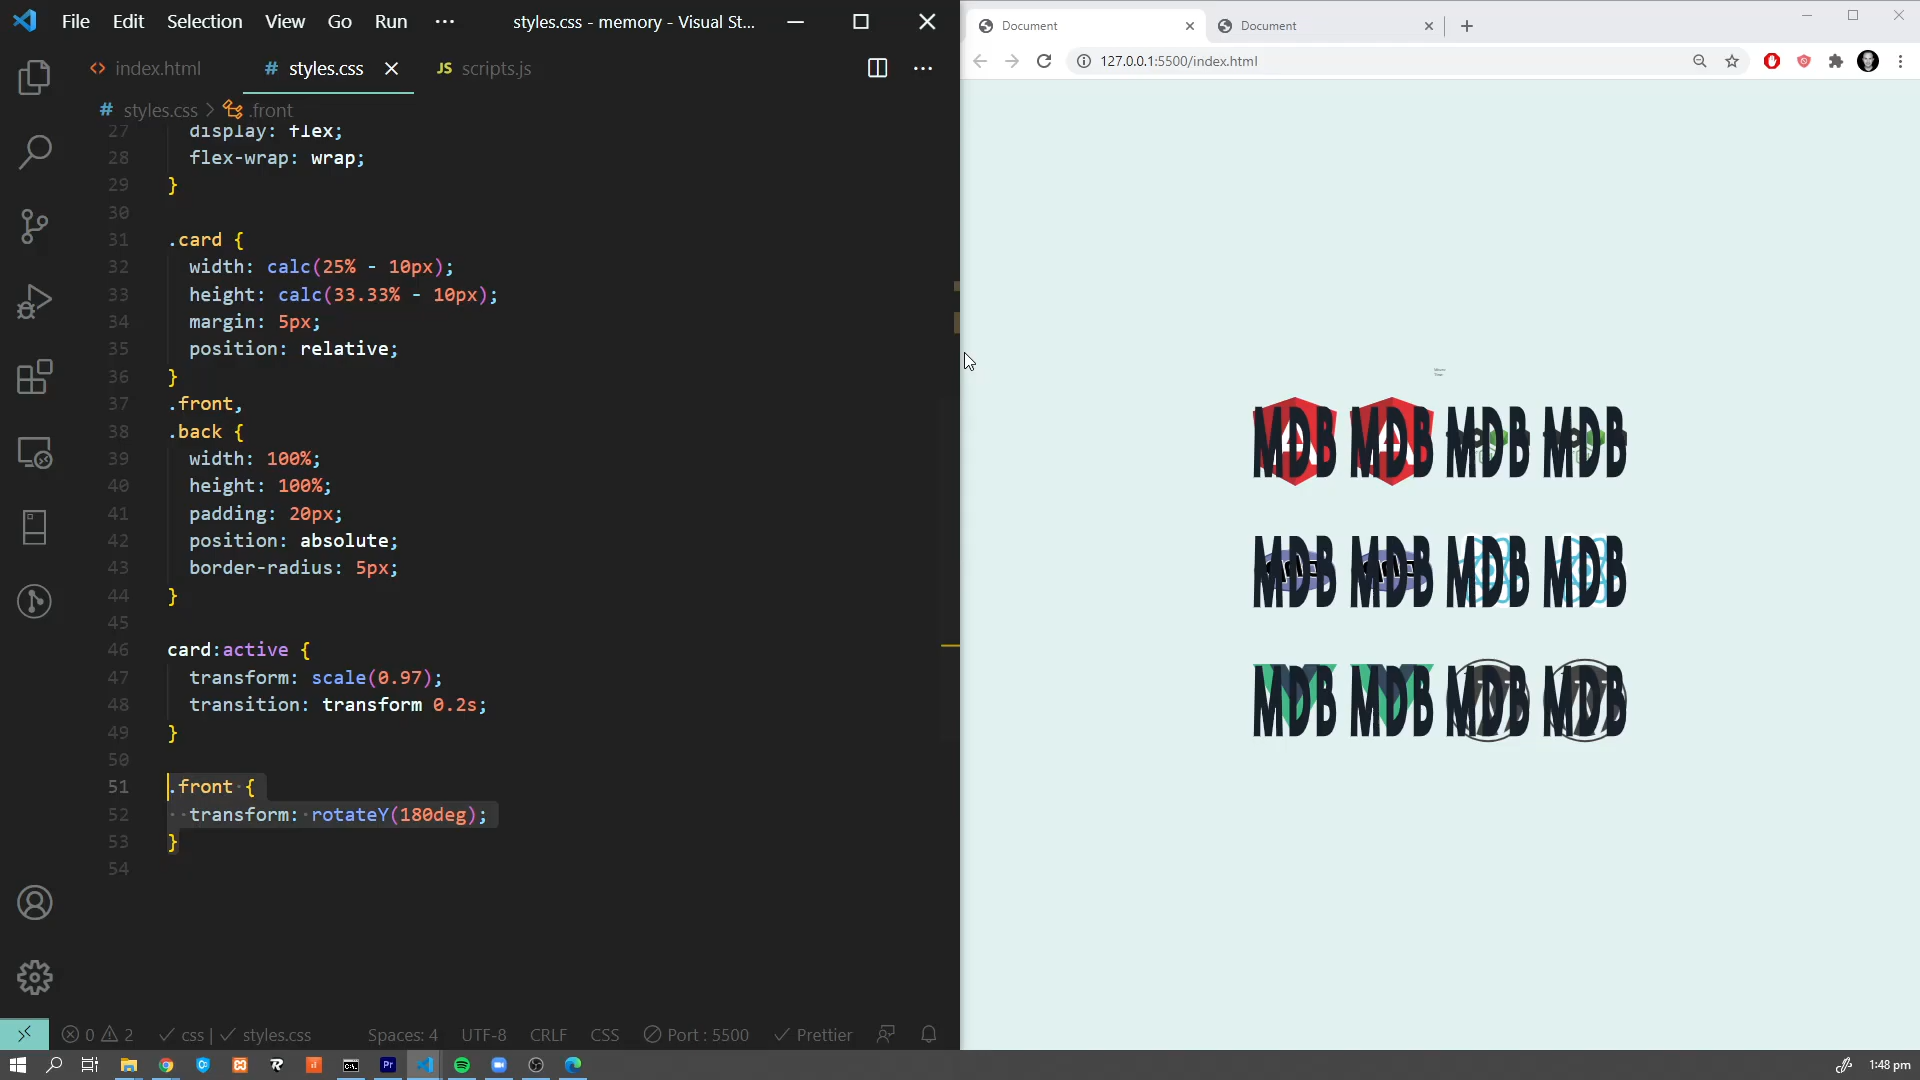 File Edit Selection View Go Run ··· styles.css - memory - Visual St...
index.html # styles.css JS scripts.js
# styles.css > .front
27 display: flex;
28 flex-wrap: wrap;
29 }
30
31 .card {
32 width: calc(25% - 10px);
33 height: calc(33.33% - 10px);
34 margin: 5px;
35 position: relative;
36 }
37 .front,
38 .back {
39 width: 100%;
40 height: 100%;
41 padding: 20px;
42 position: absolute;
43 border-radius: 5px;
44 }
45
46 card:active {
47 transform: scale(0.97);
48 transition: transform 0.2s;
49 }
50
51 .front {
52 transform: rotateY(180deg);
53 }
54
0 2 css | styles.css Spaces: 4 UTF-8 CRLF CSS Port : 5500 Prettier
Document Document
127.0.0.1:5500/index.html
MDB MDB MDB MDB
MDB MDB MDB MDB
MDB MDB MDB MDB
Pr
1:48 pm